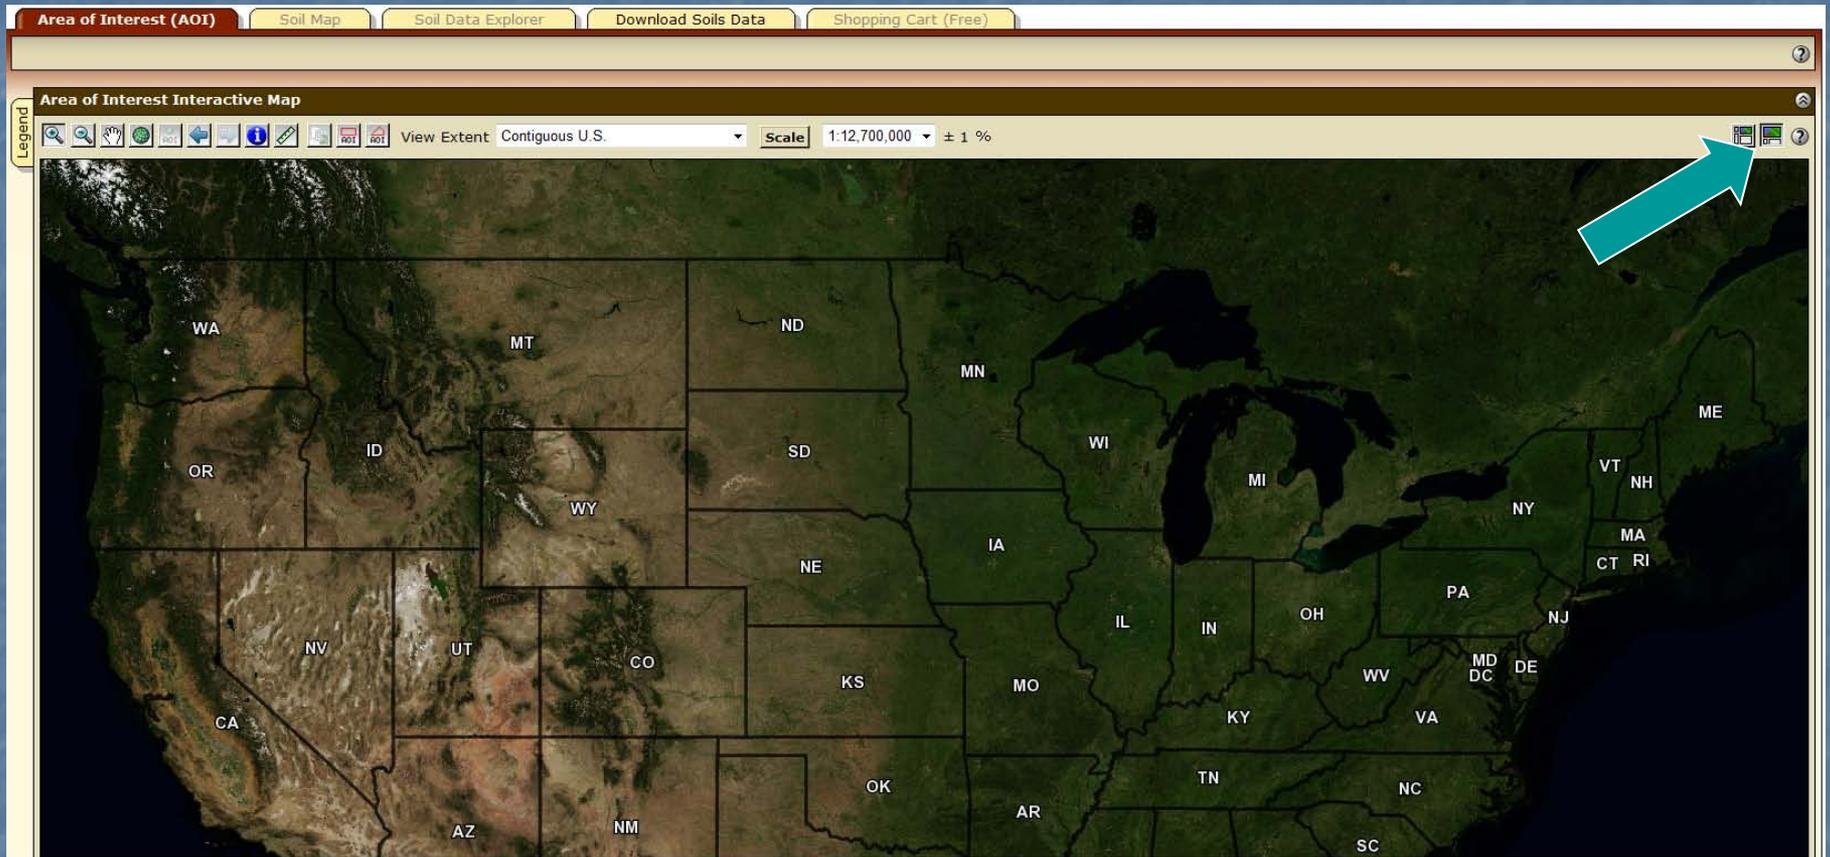 Area of Interest (AOI) Soil Map Soil Data Explorer Download Soils Data Shopping Cart (Free)
?
Legend
Area of Interest Interactive Map
i AOI AOI AOI View Extent Contiguous U.S. Scale 1:12,700,000 ± 1 % ?
WA
MT
ND
MN
ME
WI
ID
SD
OR
VT
MI
NH
WY
NY
MA
IA
CT RI
NE
PA
OH
NJ
IL
IN
NV
UT
CO
MD
DC
DE
WV
KS
MO
CA
KY
VA
TN
OK
NC
AR
NM
AZ
SC